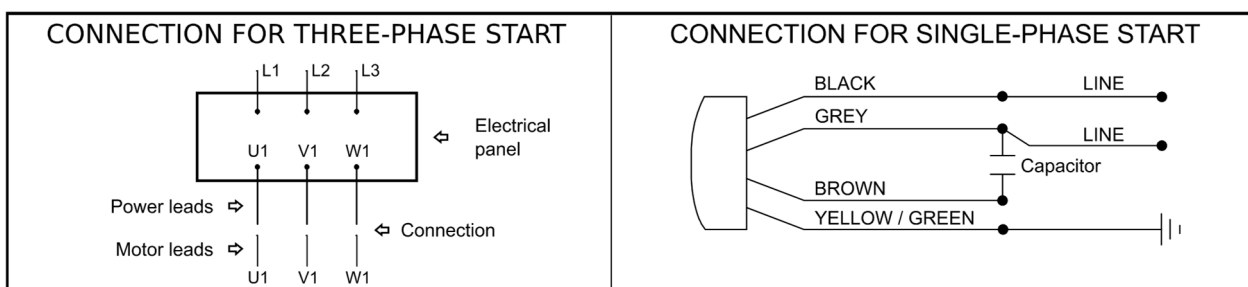 CONNECTION FOR THREE-PHASE START
L1 L2 L3
Electrical
panel
U1 V1 W1
Power leads
Connection
Motor leads
U1 V1 W1
CONNECTION FOR SINGLE-PHASE START
BLACK LINE
GREY
LINE
Capacitor
BROWN
YELLOW / GREEN